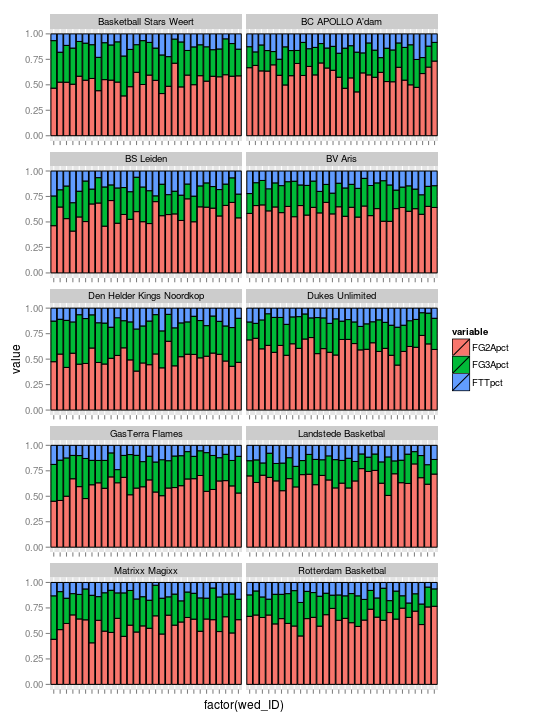 Basketball Stars Weert
BC APOLLO A'dam
1.00
0.75
0.50
0.25
0.00
BS Leiden
BV Aris
1.00
0.75
0.50
0.25
0.00
Den Helder Kings Noordkop
Dukes Unlimited
1.00
0.75
0.50
0.25
0.00
GasTerra Flames
Landstede Basketbal
1.00
0.75
0.50
0.25
0.00
Matrixx Magixx
Rotterdam Basketbal
1.00
0.75
0.50
0.25
0.00
value
factor(wed_ID)
variable
FG2Apct
FG3Apct
FTTpct